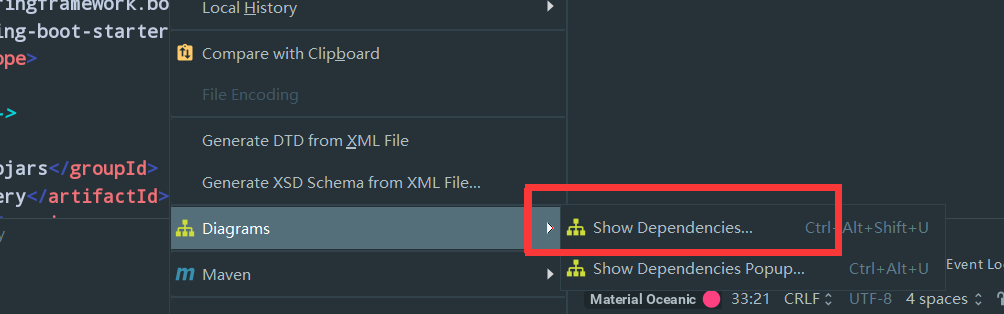 ringframework.bo
ing-boot-starter
ope>
->
ojars</groupId>
ery</artifactId>
y
Local History
Compare with Clipboard
File Encoding
Generate DTD from XML File
Generate XSD Schema from XML File...
Diagrams
m Maven
Show Dependencies... Ctrl+Alt+Shift+U
Show Dependencies Popup... Ctrl+Alt+U
Event Lo
Material Oceanic 33:21 CRLF UTF-8 4 spaces